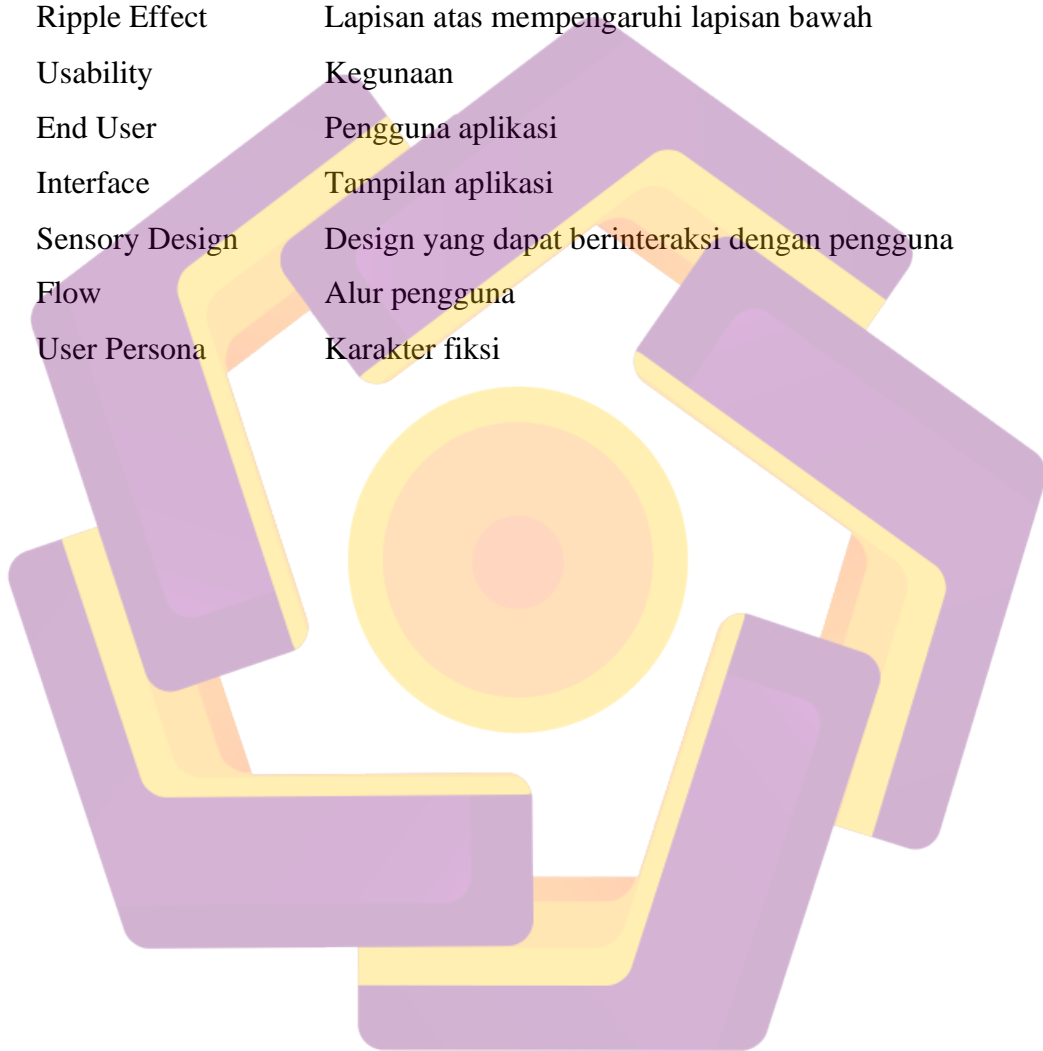 Ripple Effect Lapisan atas mempengaruhi lapisan bawah
Usability Kegunaan
End User Pengguna aplikasi
Interface Tampilan aplikasi
Sensory Design Design yang dapat berinteraksi dengan pengguna
Flow Alur pengguna
User Persona Karakter fiksi